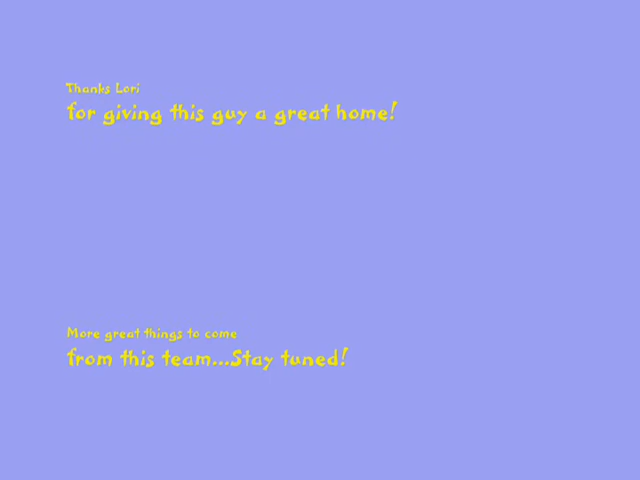 Thanks Lori
for giving this guy a great home!
More great things to come
from this team...Stay tuned!